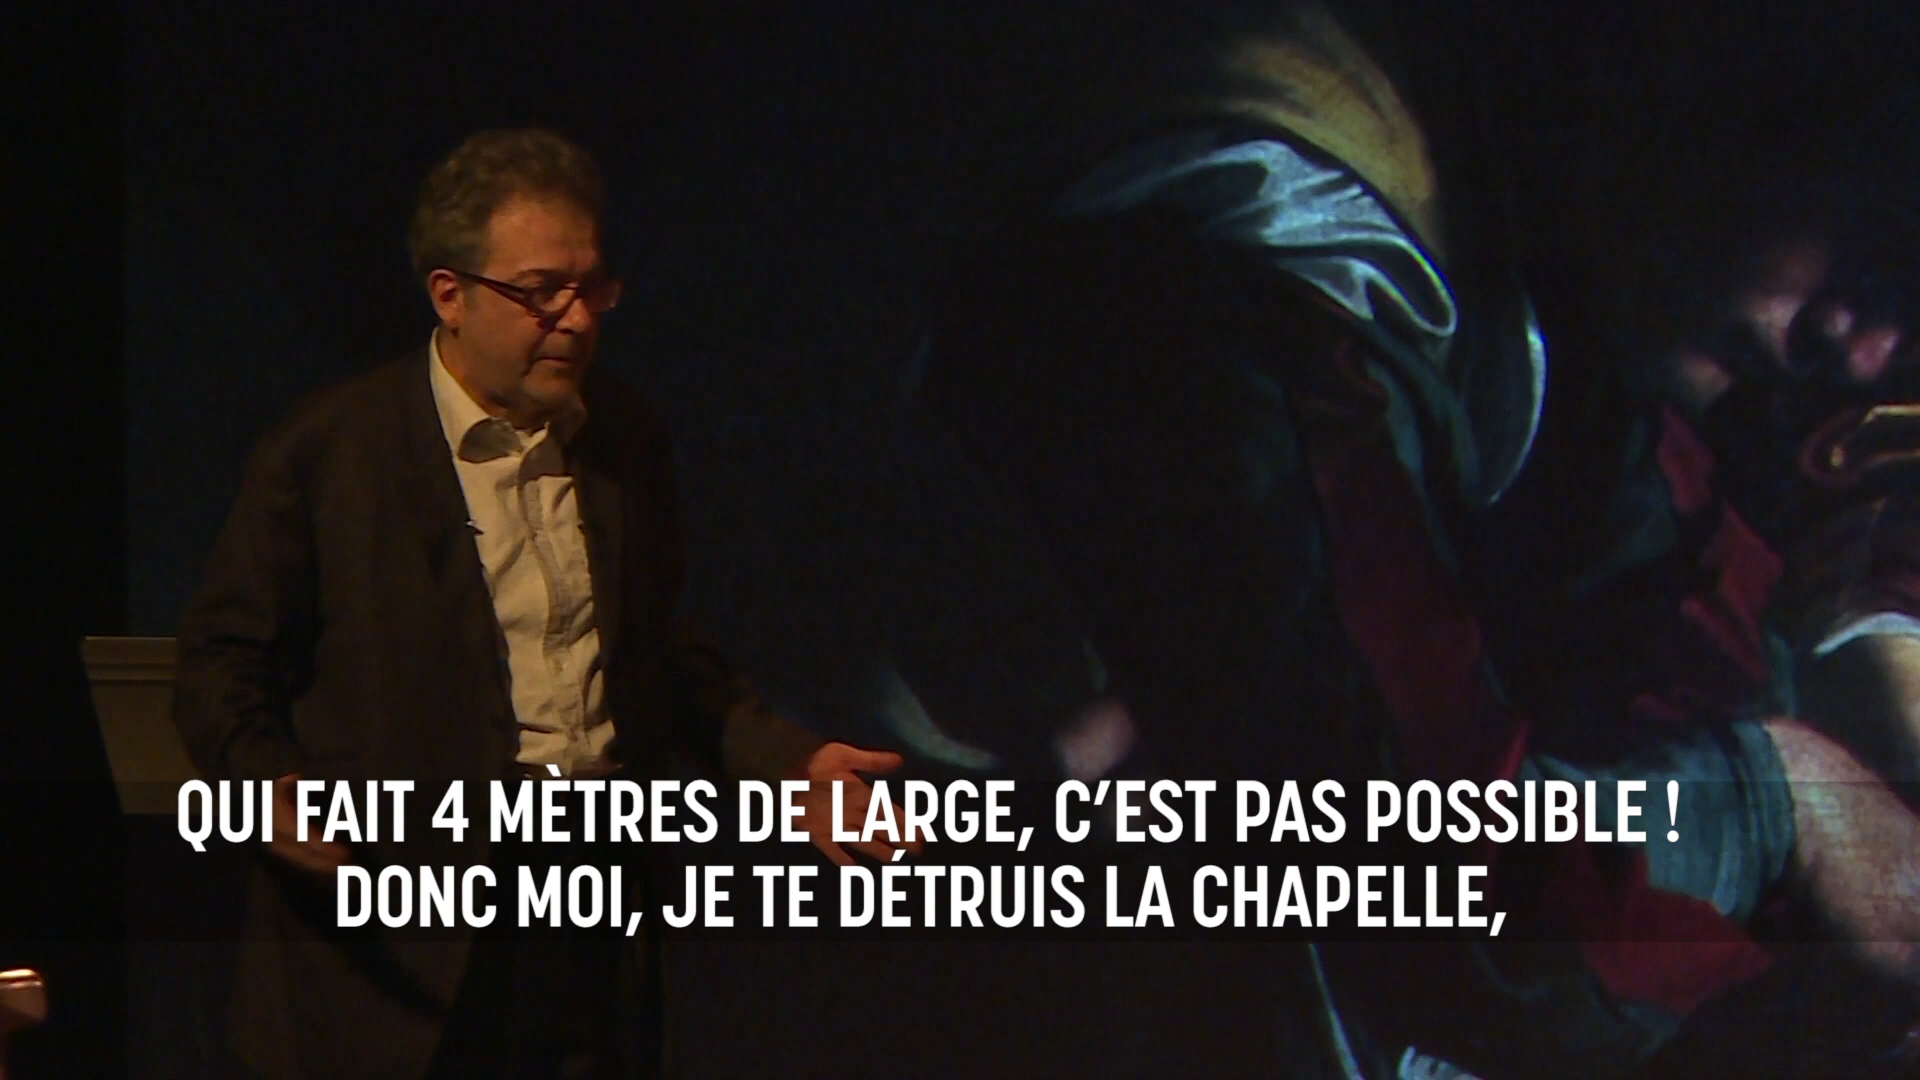 QUI FAIT 4 MÈTRES DE LARGE, C'EST PAS POSSIBLE !
DONC MOI, JE TE DÉTRUIS LA CHAPELLE,